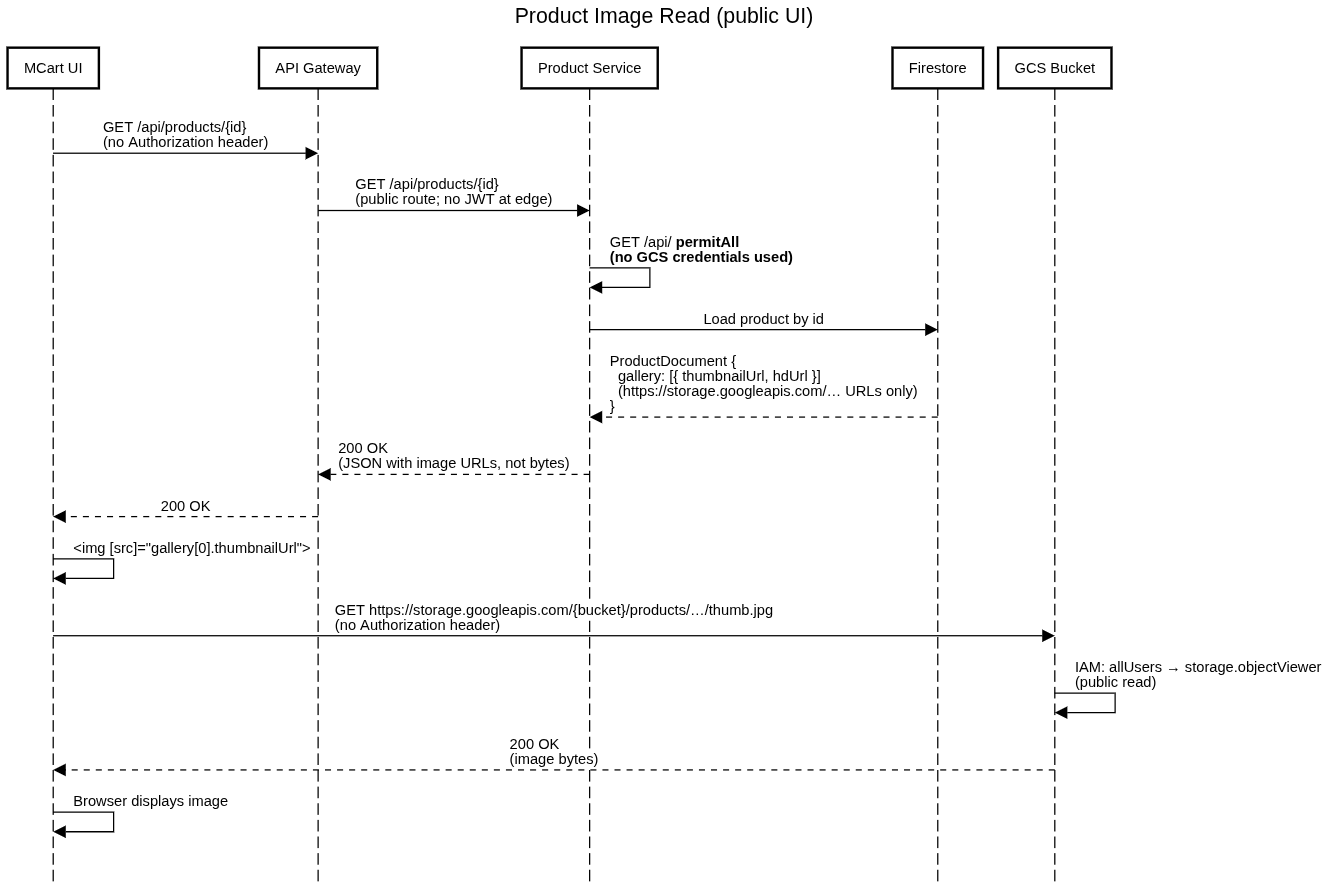 Product Image Read (public UI)
MCart UI
API Gateway
Product Service
Firestore
GCS Bucket
GET /api/products/{id}
(no Authorization header)
GET /api/products/{id}
(public route; no JWT at edge)
GET /api/ permitAll
(no GCS credentials used)
Load product by id
ProductDocument {
  gallery: [{ thumbnailUrl, hdUrl }]
  (https://storage.googleapis.com/… URLs only)
}
200 OK
(JSON with image URLs, not bytes)
200 OK
<img [src]="gallery[0].thumbnailUrl">
GET https://storage.googleapis.com/{bucket}/products/…/thumb.jpg
(no Authorization header)
IAM: allUsers → storage.objectViewer
(public read)
200 OK
(image bytes)
Browser displays image